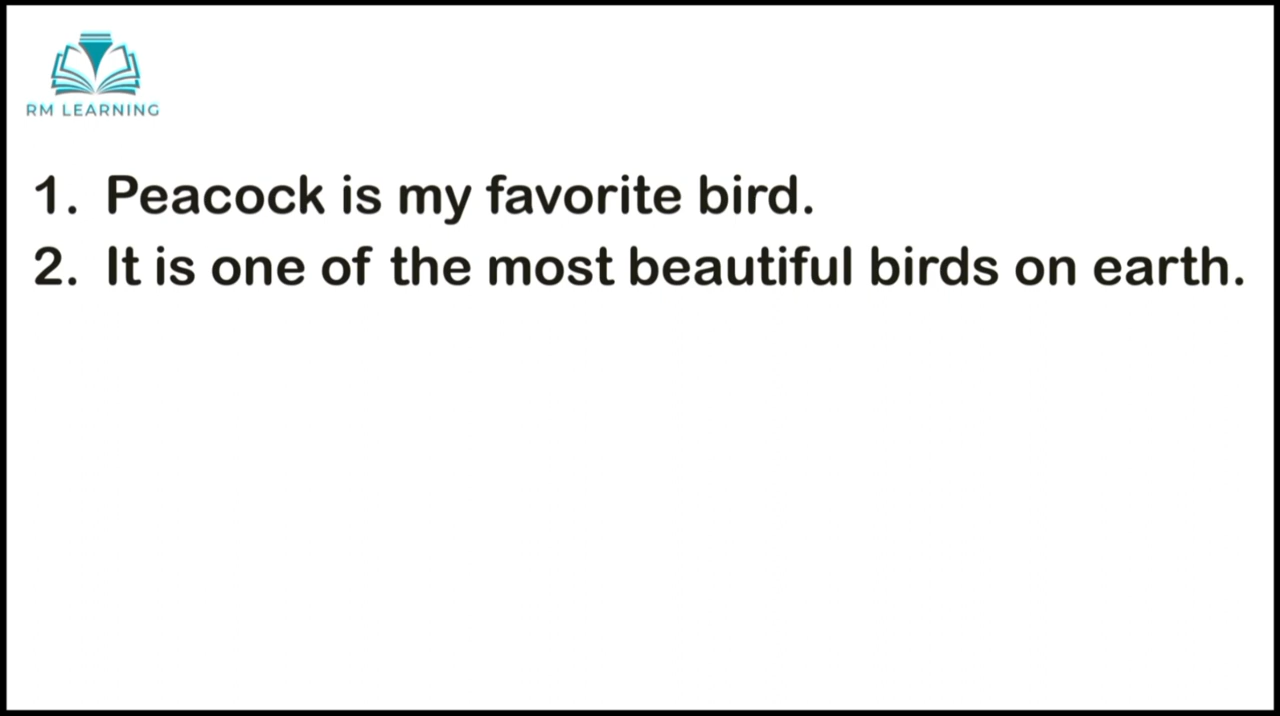 RM LEARNING
1. Peacock is my favorite bird.
2. It is one of the most beautiful birds on earth.